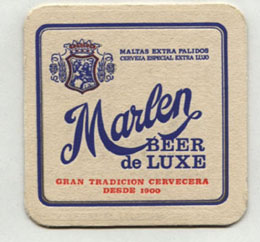 MALTAS EXTRA PALIDOS
CERVEZA ESPECIAL EXTRA LUJO
Marlen
BEER
de LUXE
GRAN TRADICION CERVECERA
DESDE 1900